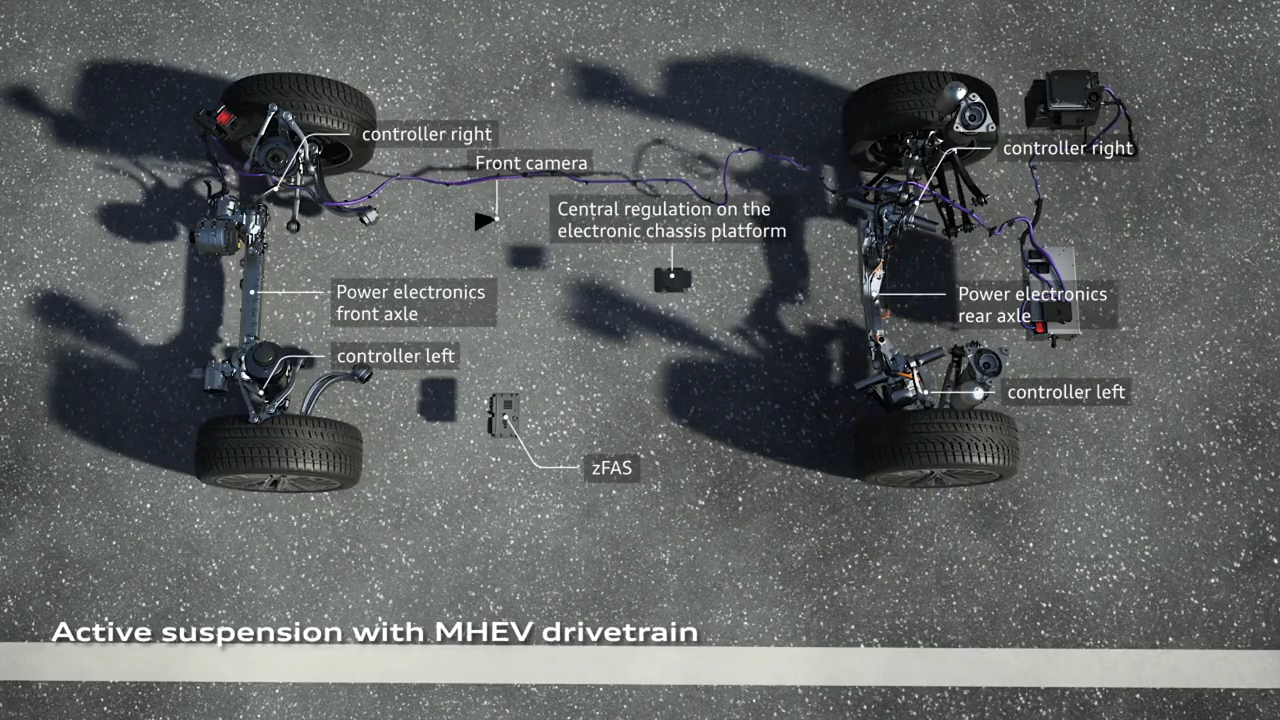 controller right
controller right
Front camera
Central regulation on the
electronic chassis platform
Power electronics
front axle
Power electronics
rear axle
controller left
controller left
zFAS
Active suspension with MHEV drivetrain